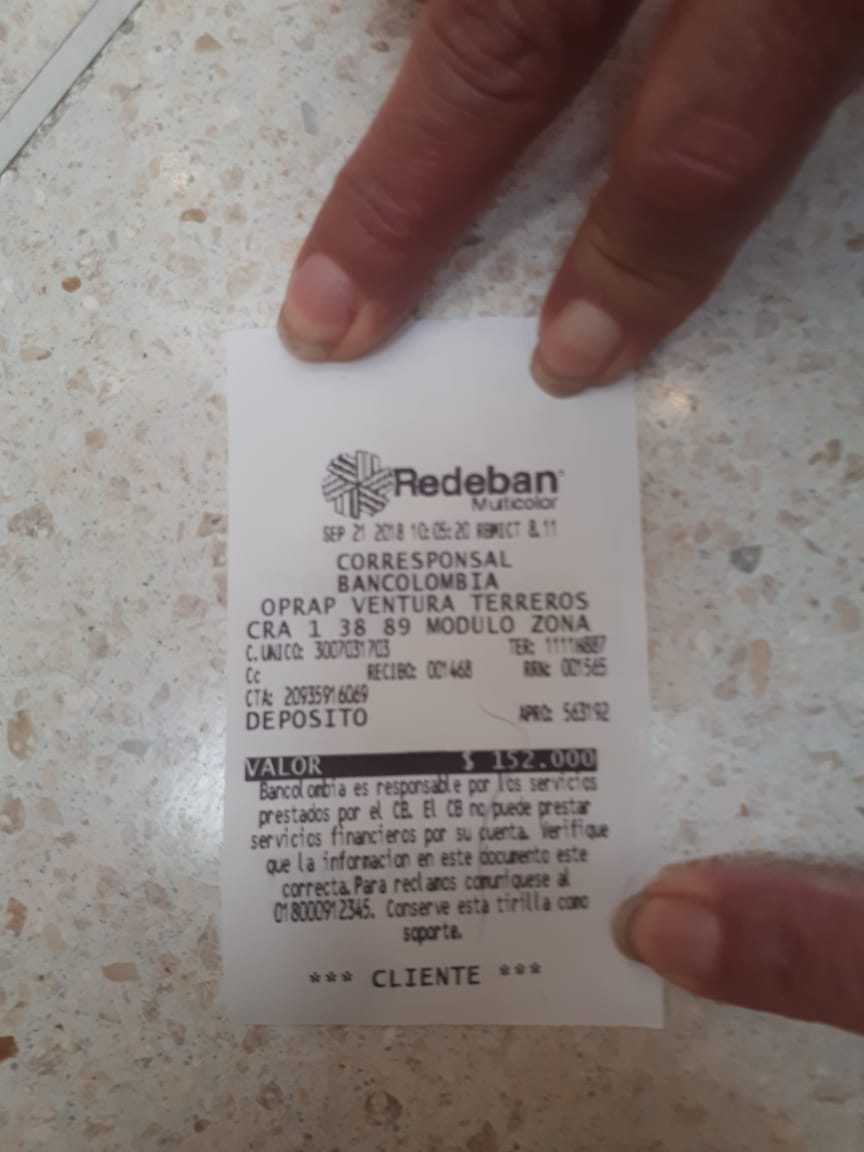 Redeban
Multicolor
SEP 21 2018 10:05:20 RBMICT 8.11
CORRESPONSAL
BANCOLOMBIA
OPRAP VENTURA TERREROS
CRA 1 38 89 MODULO ZONA
C.UNICO: 3007031703 TER: 1111N887
Cc RECIBO: 001468 RRN: 001565
CTA: 20935916069
DEPOSITO APRO: 563192
VALOR $ 152.000
Bancolombia es responsable por los servicios
prestados por el CB. El CB no puede prestar
servicios financieros por su cuenta. Verifique
que la informacion en este documento este
correcta.Para reclamos comuniquese al
018000912345. Conserve esta tirilla como
soporte.
*** CLIENTE ***